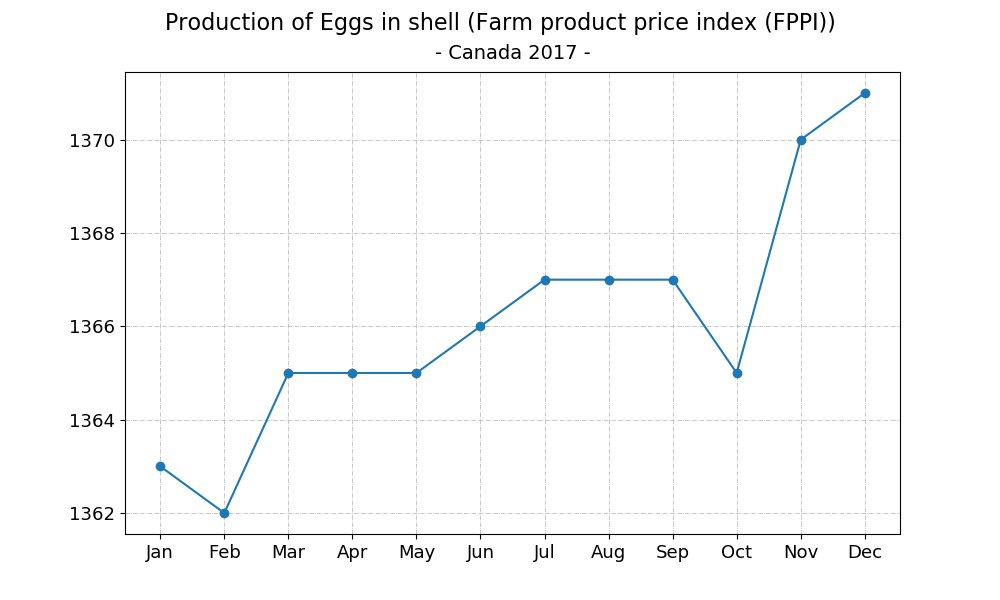 Production of Eggs in shell (Farm product price index (FPPI))
- Canada 2017 -
1370
1368
1366
1364
1362
Jan Feb Mar Apr May Jun Jul Aug Sep Oct Nov Dec